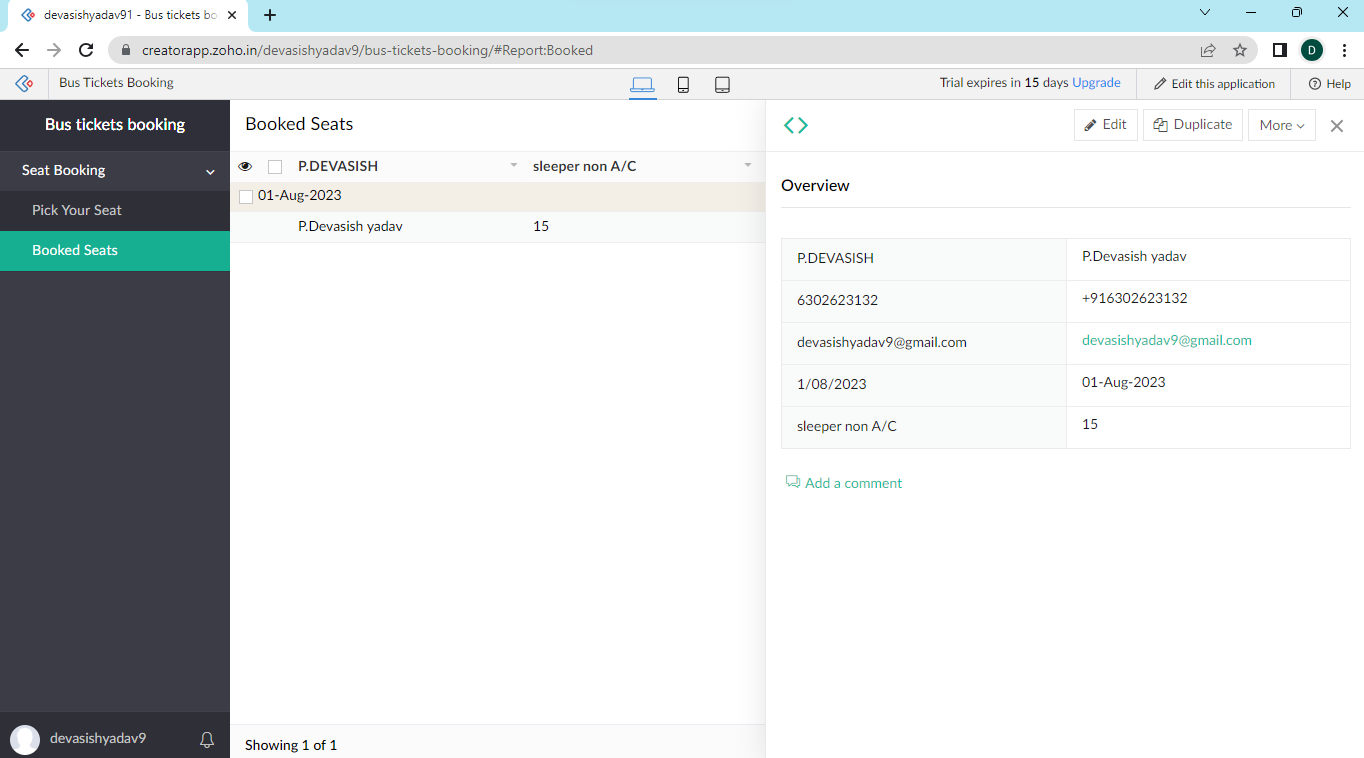 devasishyadav91 - Bus tickets bo
creatorapp.zoho.in/devasishyadav9/bus-tickets-booking/#Report:Booked
D
Bus Tickets Booking
Trial expires in 15 days Upgrade
Edit this application
Help
Bus tickets booking
Seat Booking
Pick Your Seat
Booked Seats
devasishyadav9
Booked Seats
P.DEVASISH sleeper non A/C
01-Aug-2023
P.Devasish yadav 15
Showing 1 of 1
Edit Duplicate More
Overview
P.DEVASISH P.Devasish yadav
6302623132 +916302623132
devasishyadav9@gmail.com devasishyadav9@gmail.com
1/08/2023 01-Aug-2023
sleeper non A/C 15
Add a comment